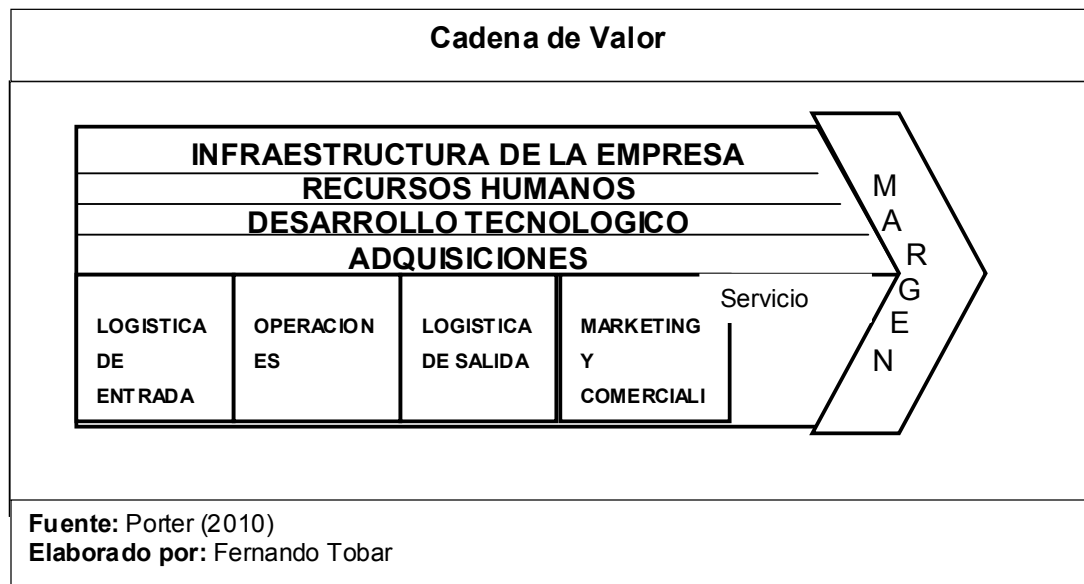 Cadena de Valor
INFRAESTRUCTURA DE LA EMPRESA
RECURSOS HUMANOS
DESARROLLO TECNOLOGICO
ADQUISICIONES
LOGISTICA
DE
ENTRADA
OPERACION
ES
LOGISTICA
DE SALIDA
MARKETING
Y
COMERCIALI
Servicio
MARGEN
Fuente: Porter (2010)
Elaborado por: Fernando Tobar